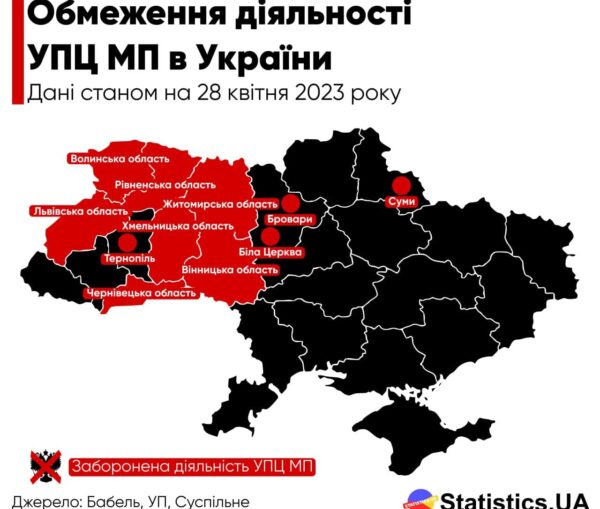 Обмеження діяльності
УПЦ МП в України
Дані станом на 28 квітня 2023 року
Волинська область
Рівненська область
Житомирська область
Львівська область
Хмельницька область
Суми
Бровари
Біла Церква
Тернопіль
Вінницька область
Чернівецька область
Заборонена діяльність УПЦ МП
Джерело: Бабель, УП, Суспільне
Statistics.UA